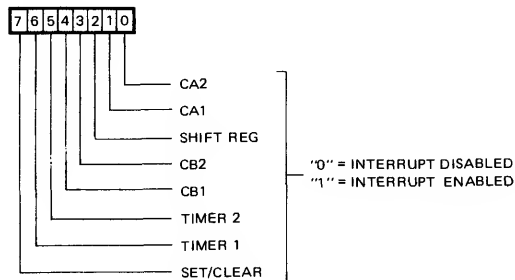 7 6 5 4 3 2 1 0
CA2
CA1
SHIFT REG
CB2
CB1
TIMER 2
TIMER 1
SET/CLEAR
"0" = INTERRUPT DISABLED
"1" = INTERRUPT ENABLED